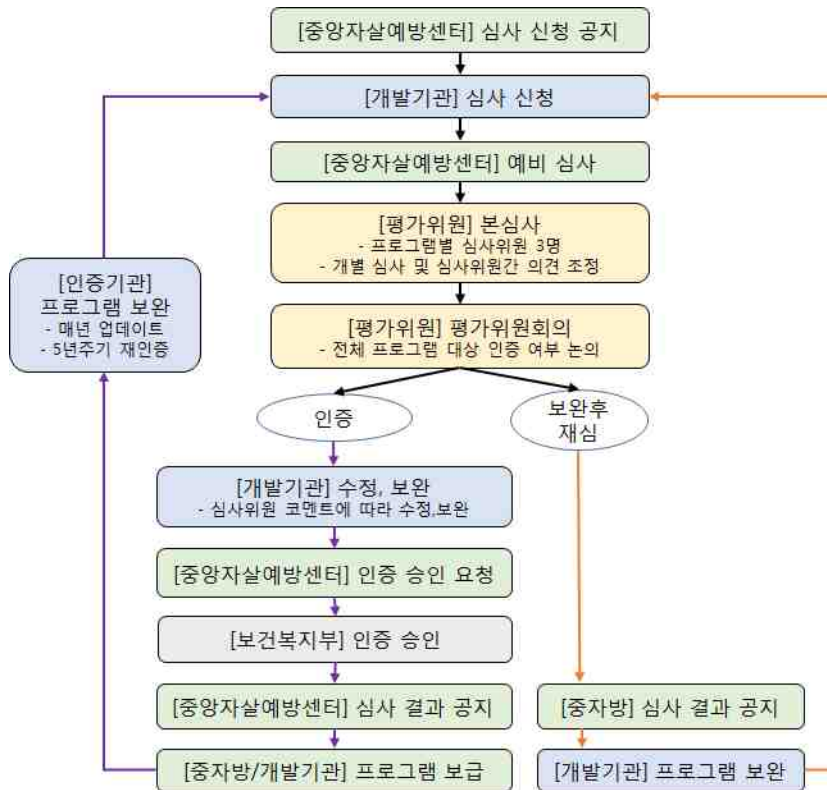 [중앙자살예방센터] 심사 신청 공지
[개발기관] 심사 신청
[중앙자살예방센터] 예비 심사
[평가위원] 본심사
- 프로그램별 심사위원 3명
- 개별 심사 및 심사위원간 의견 조정
[인증기관]
프로그램 보완
- 매년 업데이트
- 5년주기 재인증
[평가위원] 평가위원회의
- 전체 프로그램 대상 인증 여부 논의
인증
보완후
재심
[개발기관] 수정, 보완
- 심사위원 코멘트에 따라 수정,보완
[중앙자살예방센터] 인증 승인 요청
[보건복지부] 인증 승인
[중앙자살예방센터] 심사 결과 공지
[중자방] 심사 결과 공지
[중자방/개발기관] 프로그램 보급
[개발기관] 프로그램 보완